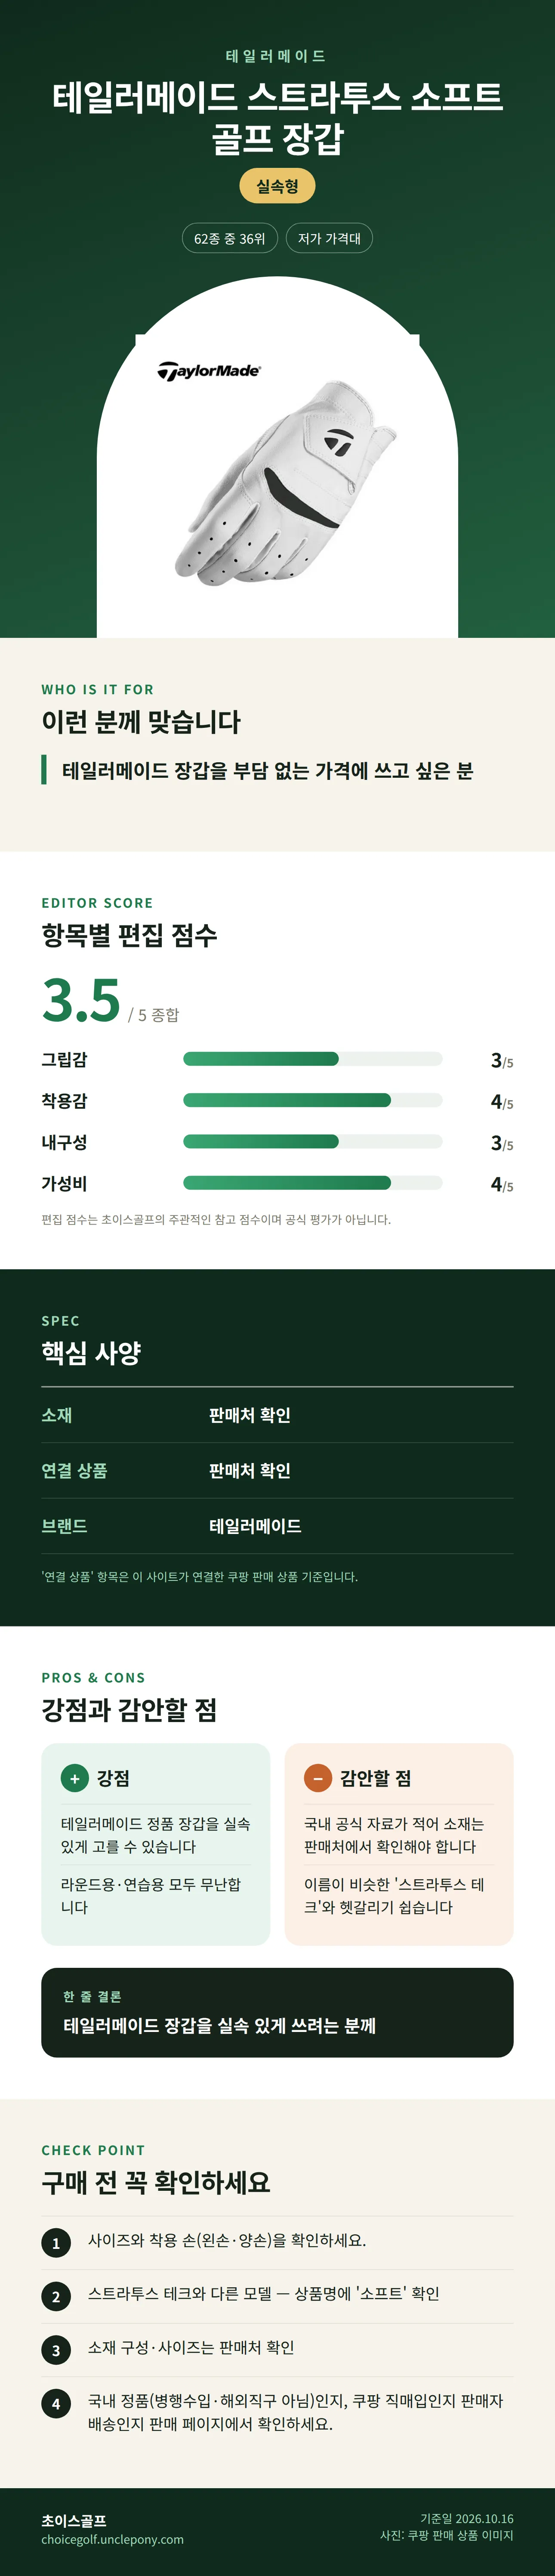 테일러메이드
테일러메이드 스트라투스 소프트
골프 장갑
실속형
62종 중 36위
저가 가격대
TaylorMade
WHO IS IT FOR
이런 분께 맞습니다
테일러메이드 장갑을 부담 없는 가격에 쓰고 싶은 분
EDITOR SCORE
항목별 편집 점수
3.5 / 5 종합
그립감 3/5
착용감 4/5
내구성 3/5
가성비 4/5
편집 점수는 초이스골프의 주관적인 참고 점수이며 공식 평가가 아닙니다.
SPEC
핵심 사양
소재 판매처 확인
연결 상품 판매처 확인
브랜드 테일러메이드
'연결 상품' 항목은 이 사이트가 연결한 쿠팡 판매 상품 기준입니다.
PROS & CONS
강점과 감안할 점
+ 강점
테일러메이드 정품 장갑을 실속
있게 고를 수 있습니다
라운드용·연습용 모두 무난합
니다
− 감안할 점
국내 공식 자료가 적어 소재는
판매처에서 확인해야 합니다
이름이 비슷한 '스트라투스 테
크'와 헷갈리기 쉽습니다
한 줄 결론
테일러메이드 장갑을 실속 있게 쓰려는 분께
CHECK POINT
구매 전 꼭 확인하세요
1 사이즈와 착용 손(왼손·양손)을 확인하세요.
2 스트라투스 테크와 다른 모델 — 상품명에 '소프트' 확인
3 소재 구성·사이즈는 판매처 확인
4 국내 정품(병행수입·해외직구 아님)인지, 쿠팡 직매입인지 판매자
배송인지 판매 페이지에서 확인하세요.
초이스골프
choicegolf.unclepony.com
기준일 2026.10.16
사진: 쿠팡 판매 상품 이미지